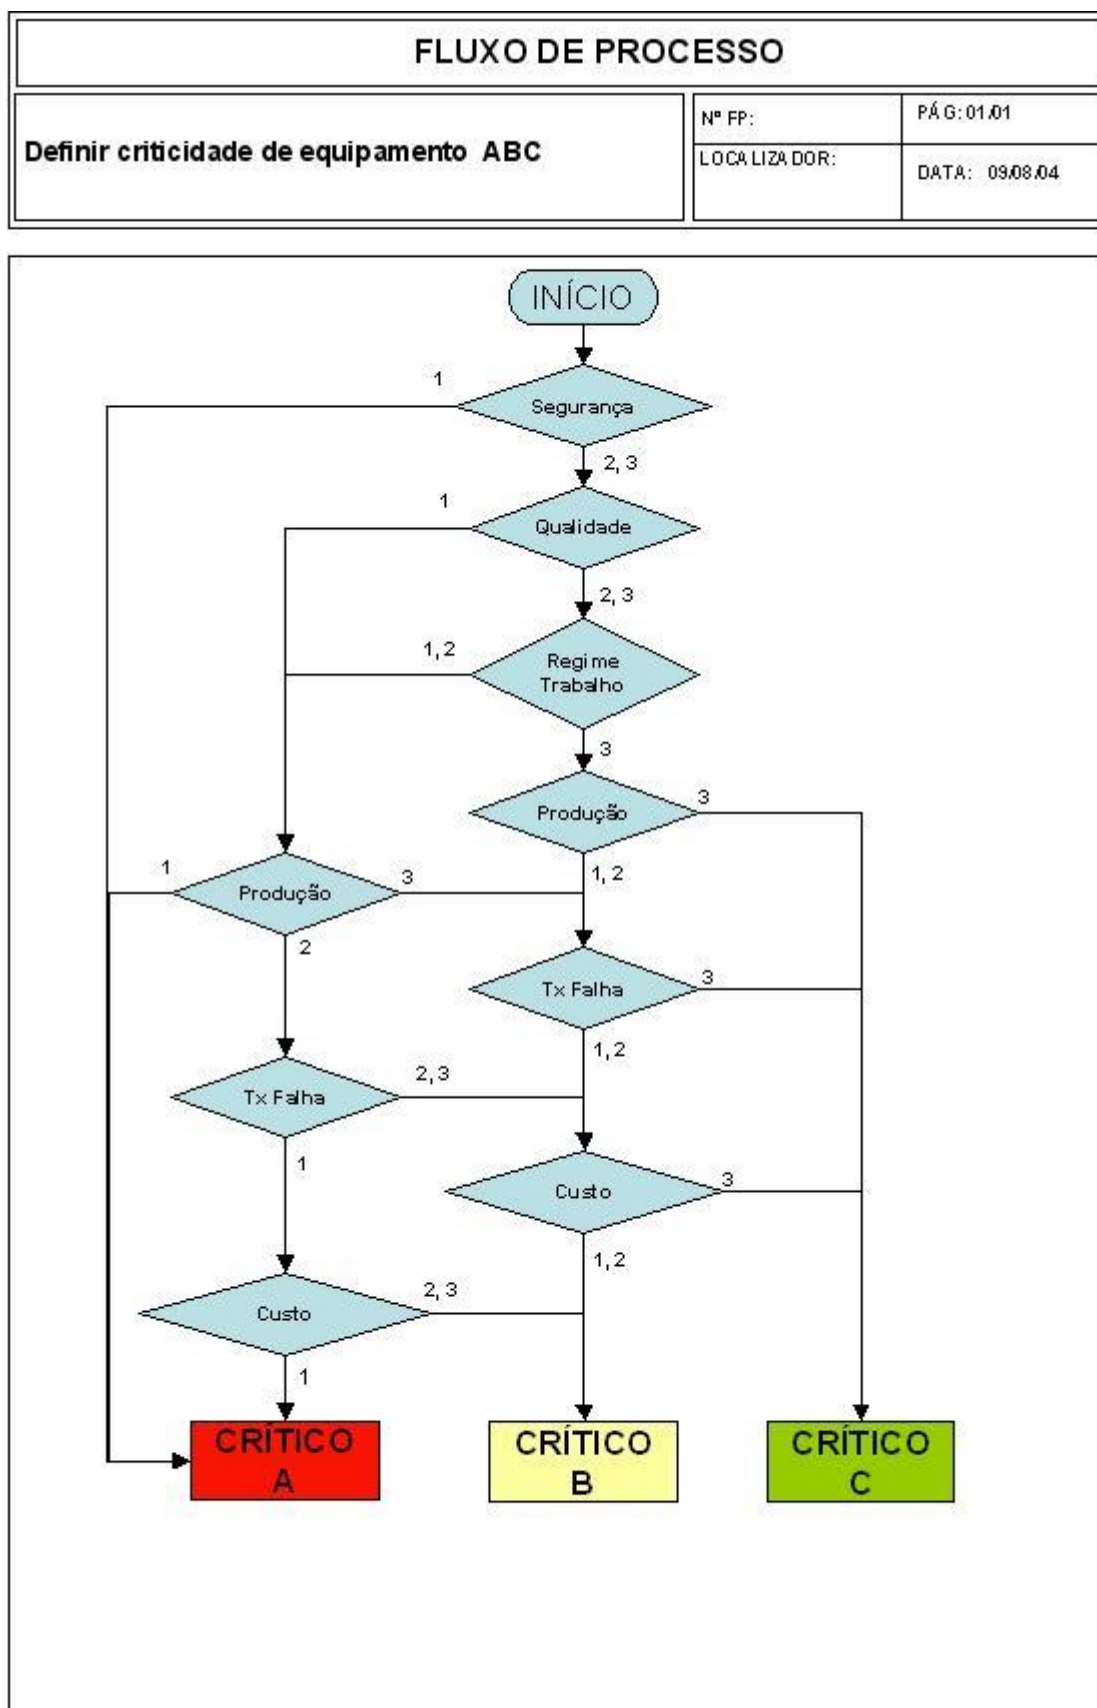 FLUXO DE PROCESSO
Definir criticidade de equipamento ABC
Nº FP:
PÁG: 01/01
LOCALIZADOR:
DATA: 09/08/04
INÍCIO
1
Segurança
2, 3
1
Qualidade
2, 3
1, 2
Regime
Trabalho
3
Produção
3
1, 2
1
Produção
3
2
Tx Falha
3
1, 2
Tx Falha
2, 3
1
Custo
3
1, 2
Custo
2, 3
1
CRÍTICO
A
CRÍTICO
B
CRÍTICO
C